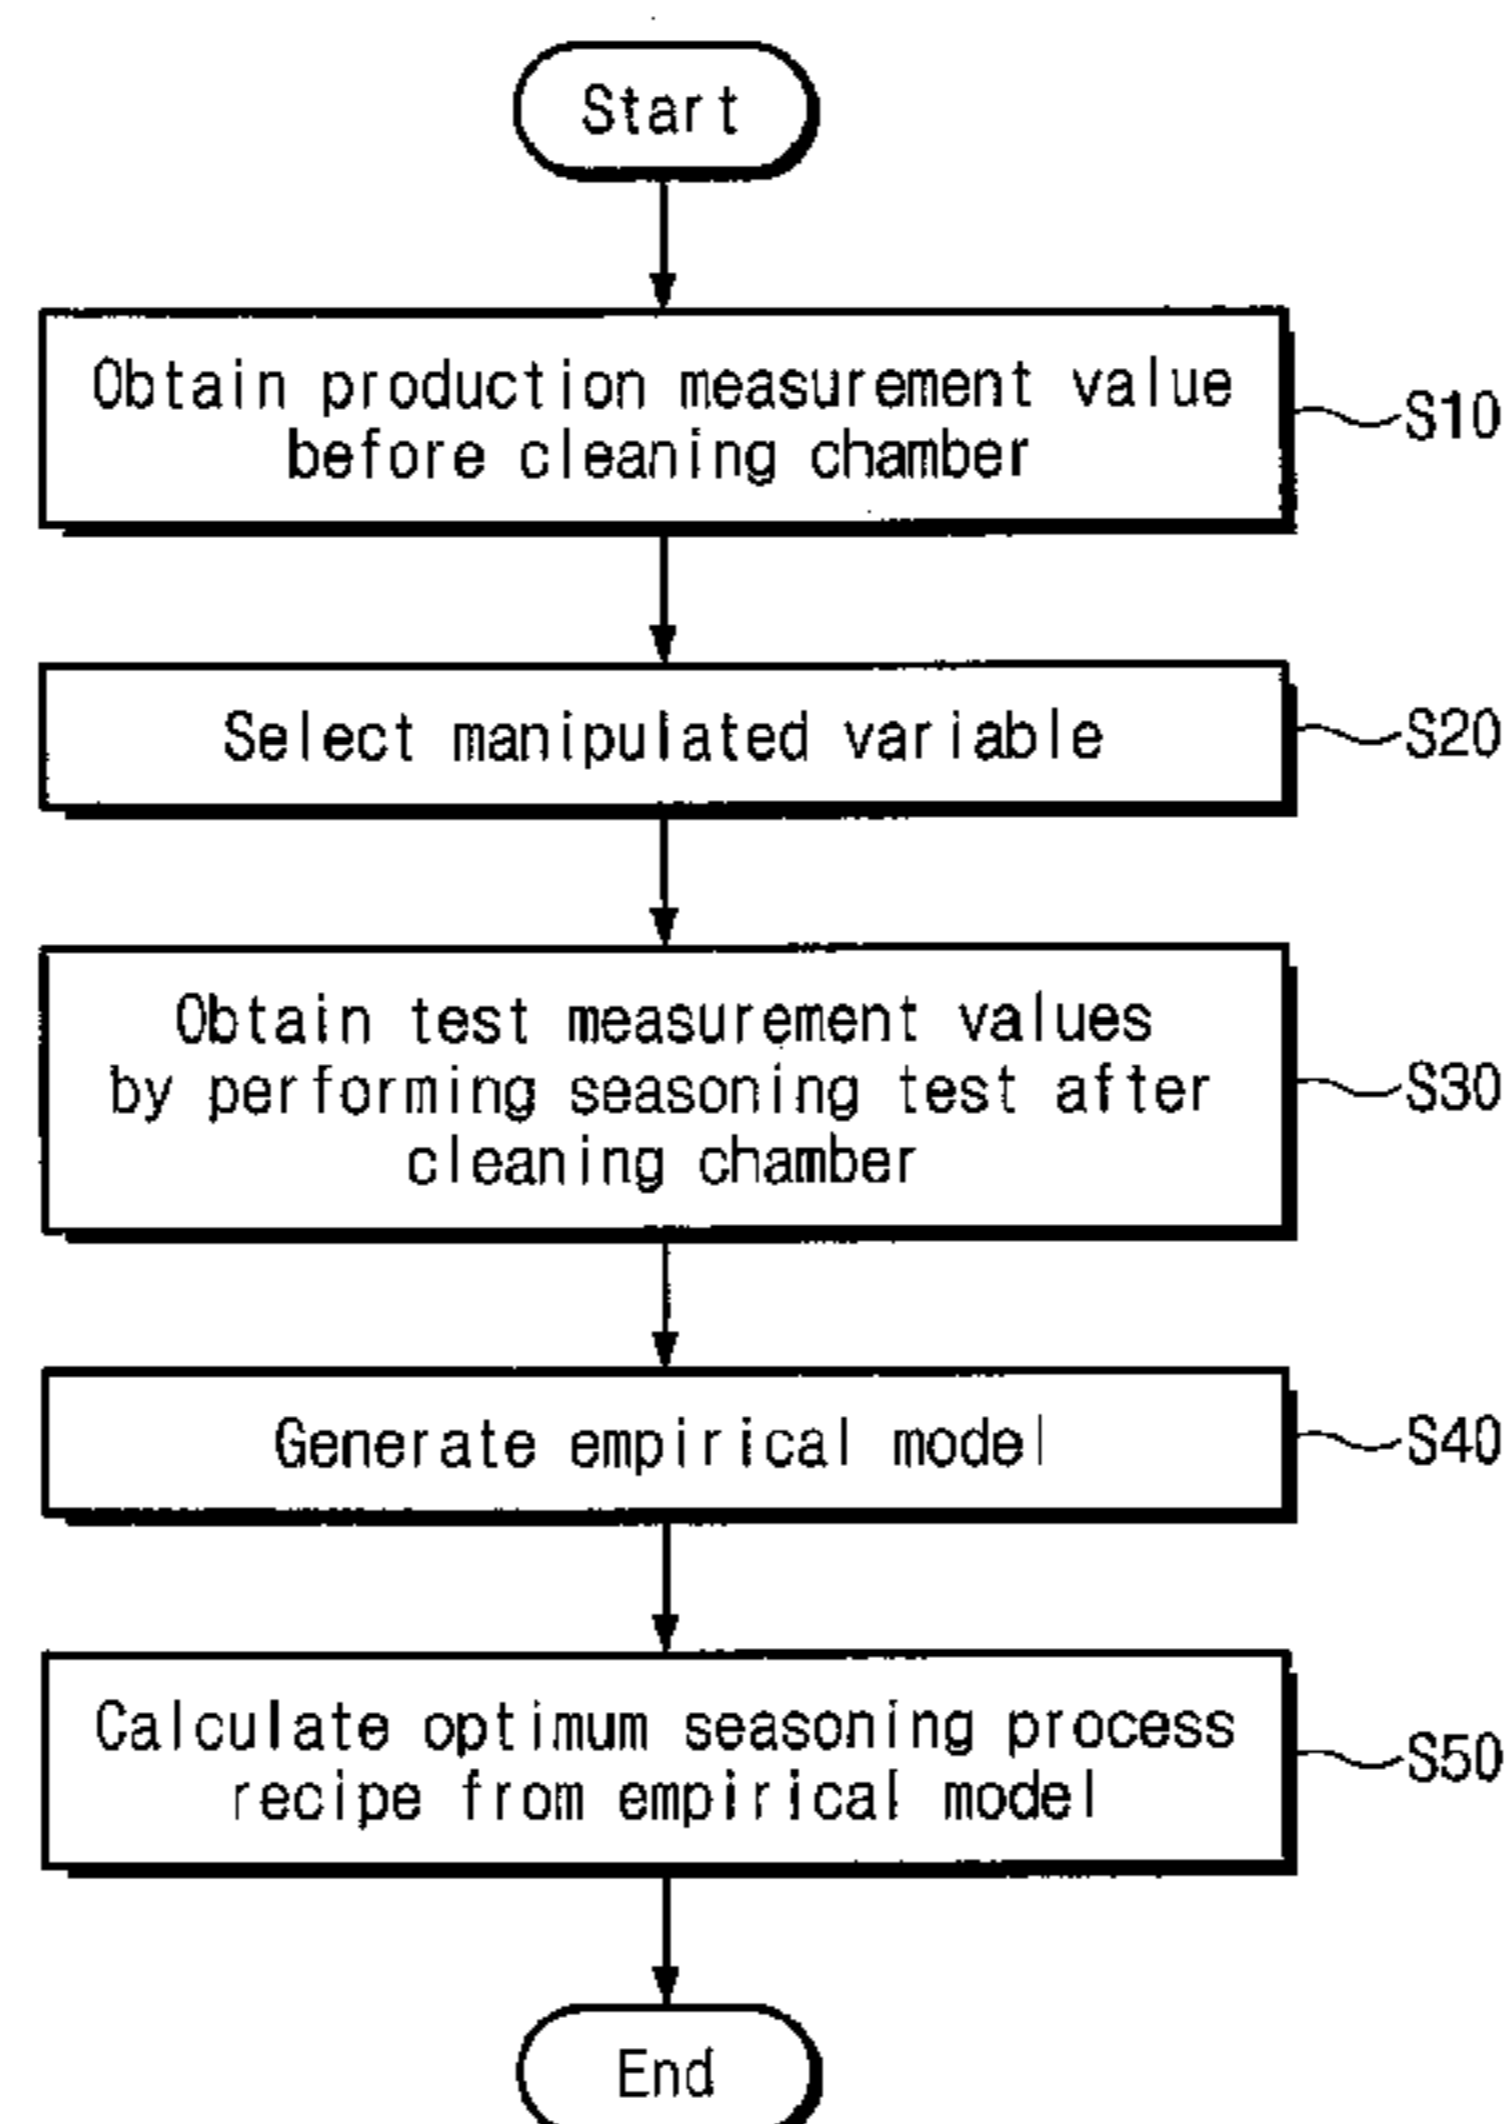 Start
Obtain production measurement value
before cleaning chamber
S10
Select manipulated variable
S20
Obtain test measurement values
by performing seasoning test after
cleaning chamber
S30
Generate empirical model
S40
Calculate optimum seasoning process
recipe from empirical model
S50
End